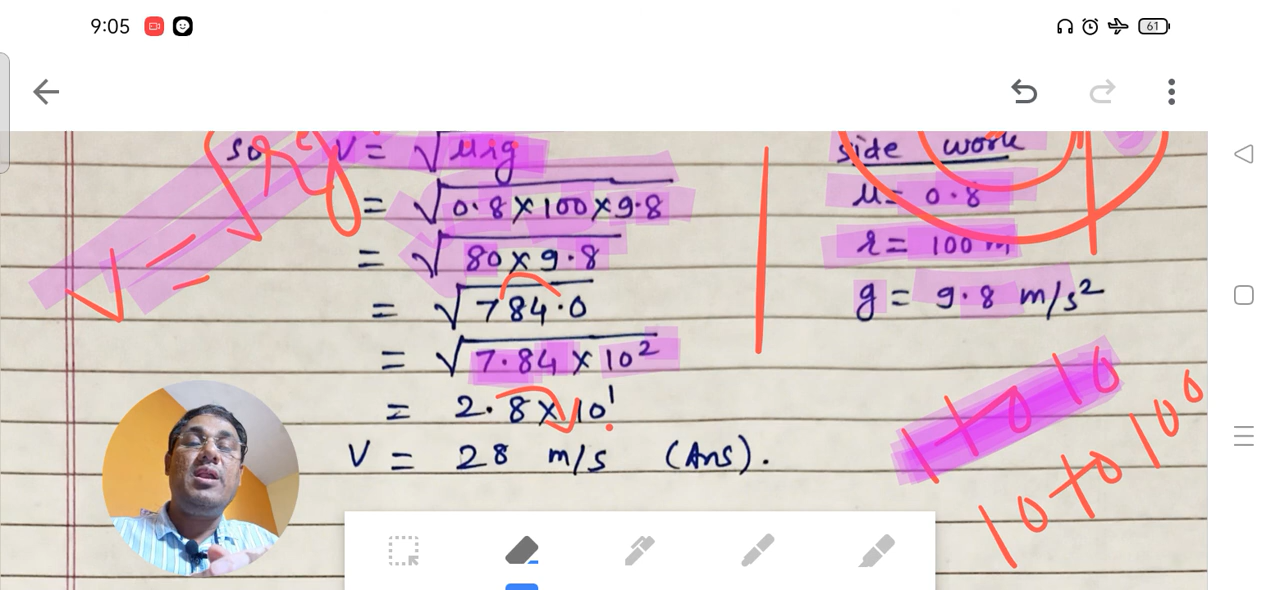 9:05
61
so V = √μrg
= √0.8×100×9.8
= √80×9.8
= √784.0
= √7.84×10²
= 2.8×10¹
V = 28 m/s (Ans).
side work
μ = 0.8
r = 100 m
g = 9.8 m/s²
1 to 10
10 to 100